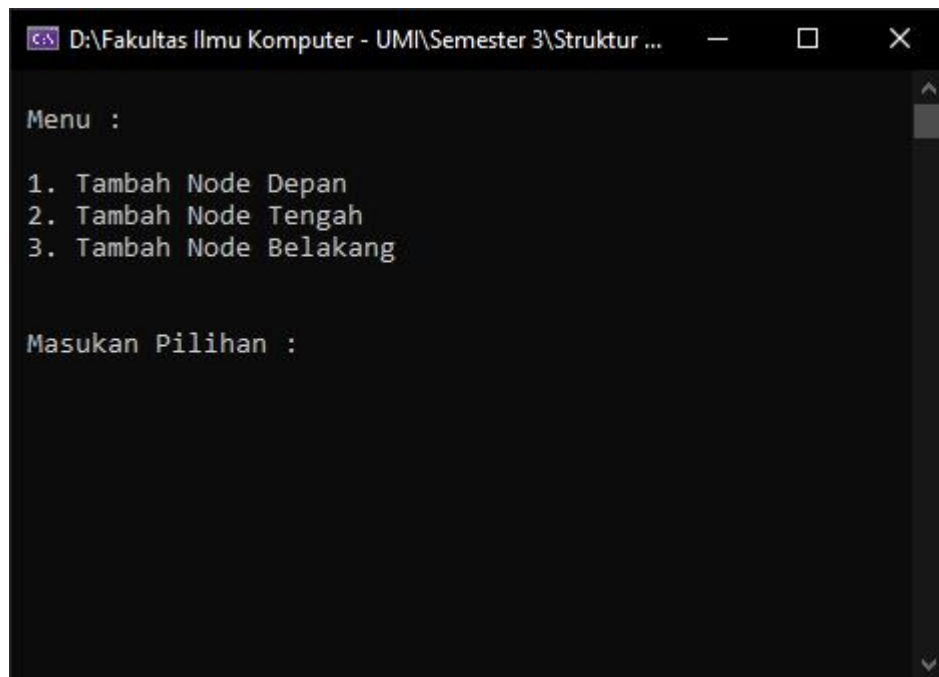 D:\Fakultas Ilmu Komputer - UMI\Semester 3\Struktur ...
Menu :
1. Tambah Node Depan
2. Tambah Node Tengah
3. Tambah Node Belakang
Masukan Pilihan :